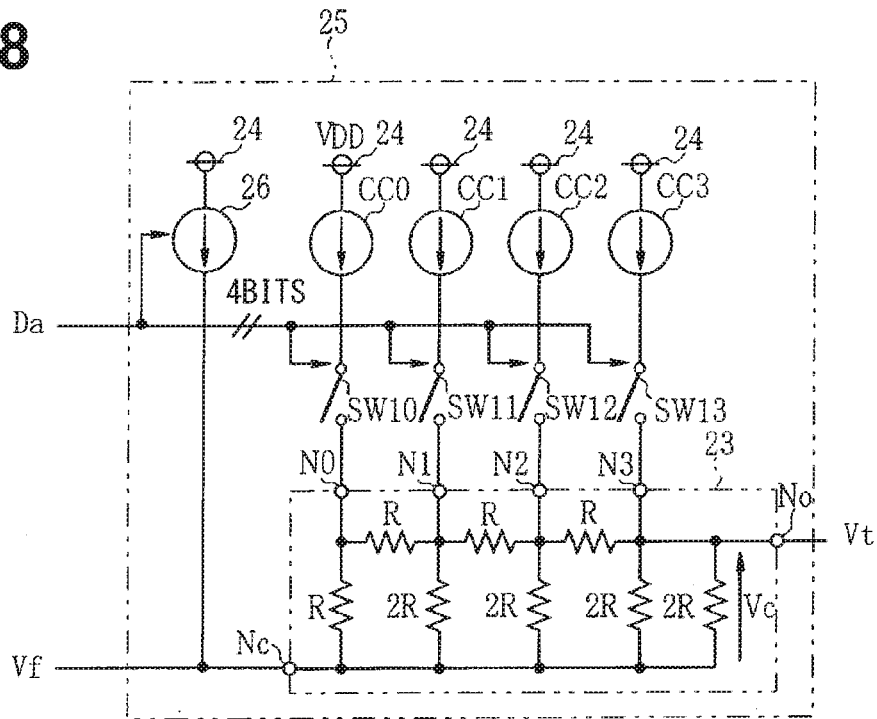 8
25
24
VDD
24
24
24
24
26
CC0
CC1
CC2
CC3
4BITS
Da
SW10
SW11
SW12
SW13
23
N0
N1
N2
N3
No
R
R
R
Vt
R
2R
2R
2R
2R
Vc
Nc
Vf